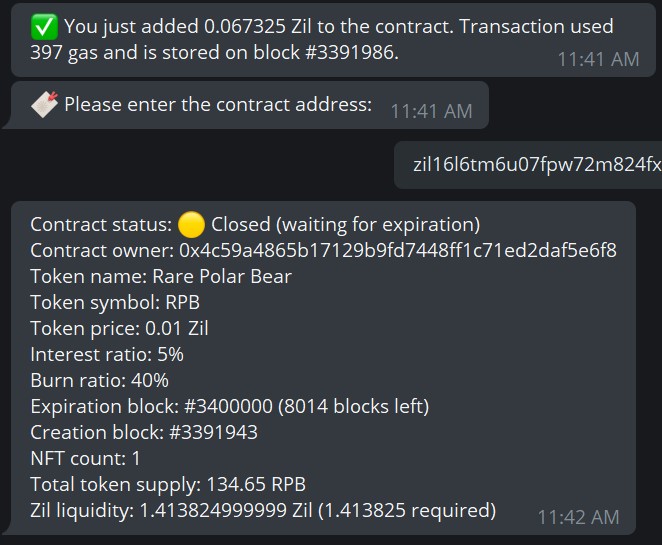 ✅ You just added 0.067325 Zil to the contract. Transaction used
397 gas and is stored on block #3391986.
11:41 AM
Please enter the contract address:
11:41 AM
zil16l6tm6u07fpw72m824fx
Contract status: 🟡 Closed (waiting for expiration)
Contract owner: 0x4c59a4865b17129b9fd7448ff1c71ed2daf5e6f8
Token name: Rare Polar Bear
Token symbol: RPB
Token price: 0.01 Zil
Interest ratio: 5%
Burn ratio: 40%
Expiration block: #3400000 (8014 blocks left)
Creation block: #3391943
NFT count: 1
Total token supply: 134.65 RPB
Zil liquidity: 1.413824999999 Zil (1.413825 required)
11:42 AM